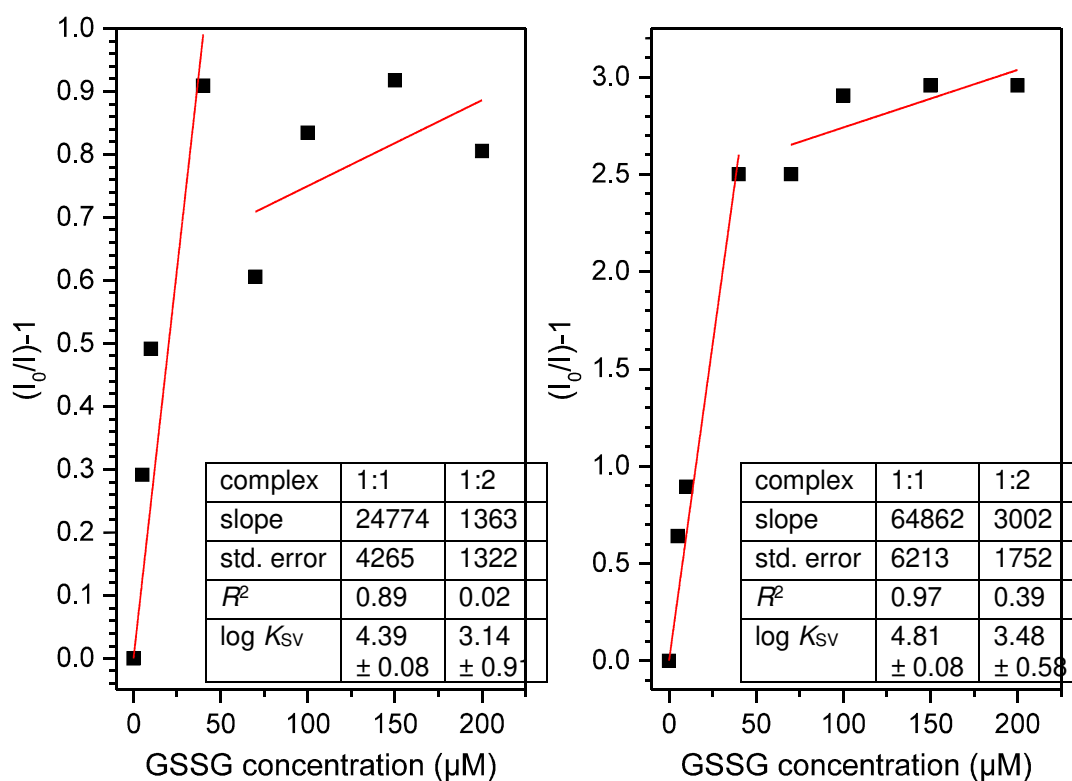 1.0
0.9
0.8
0.7
0.6
0.5
0.4
0.3
0.2
0.1
0.0
(I₀/I)-1
0 50 100 150 200
GSSG concentration (µM)
complex 1:1 1:2
slope 24774 1363
std. error 4265 1322
R² 0.89 0.02
log KSV 4.39 3.14
± 0.08 ± 0.91
3.0
2.5
2.0
1.5
1.0
0.5
0.0
(I₀/I)-1
0 50 100 150 200
GSSG concentration (µM)
complex 1:1 1:2
slope 64862 3002
std. error 6213 1752
R² 0.97 0.39
log KSV 4.81 3.48
± 0.08 ± 0.58